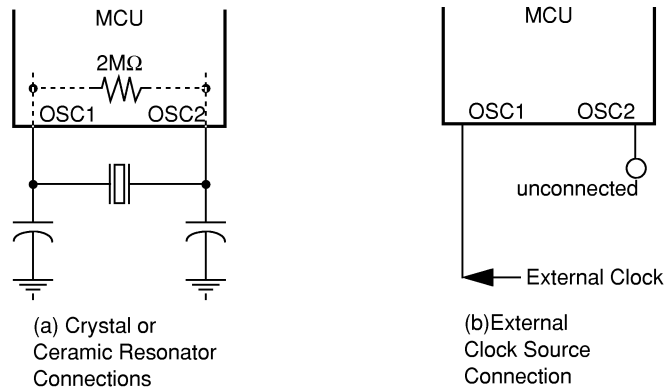 MCU
2MΩ
OSC1
OSC2
(a) Crystal or
Ceramic Resonator
Connections
MCU
OSC1
OSC2
unconnected
External Clock
(b)External
Clock Source
Connection